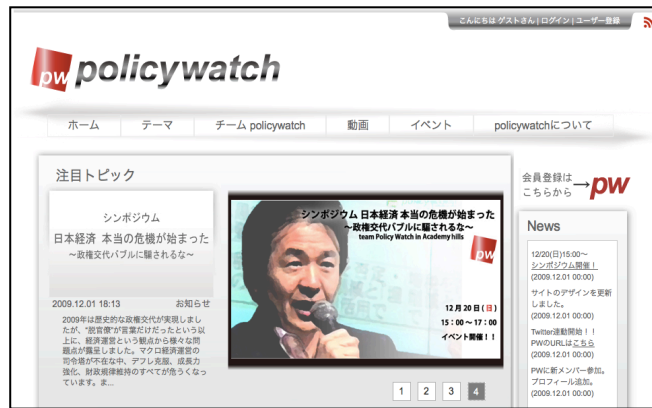 こんにちは ゲストさん | ログイン | ユーザー登録
pw policywatch
ホーム テーマ チーム policywatch 動画 イベント policywatchについて
注目トピック
シンポジウム
日本経済 本当の危機が始まった
〜政権交代バブルに騙されるな〜
2009.12.01 18:13 お知らせ
2009年は歴史的な政権交代が実現しまし
たが、“脱官僚”が言葉だけだったという以
上に、経済運営という観点から様々な問
題点が露呈しました。マクロ経済運営の
司令塔が不在な中、デフレ克服、成長力
強化、財政規律維持のすべてが危うくなっ
ています。ま...
シンポジウム 日本経済 本当の危機が始まった
〜政権交代バブルに騙されるな〜
team Policy Watch in Academy hills
pw
12月20日(日)
15:00〜17:00
イベント開催!!
1 2 3 4
会員登録は
こちらから →pw
News
12/20(日)15:00〜
シンポジウム開催!
(2009.12.01 00:00)
サイトのデザインを更新
しました。
(2009.12.01 00:00)
Twitter連動開始!!
PWのURLはこちら
(2009.12.01 00:00)
PWに新メンバー参加。
プロフィール追加。
(2009.12.01 00:00)